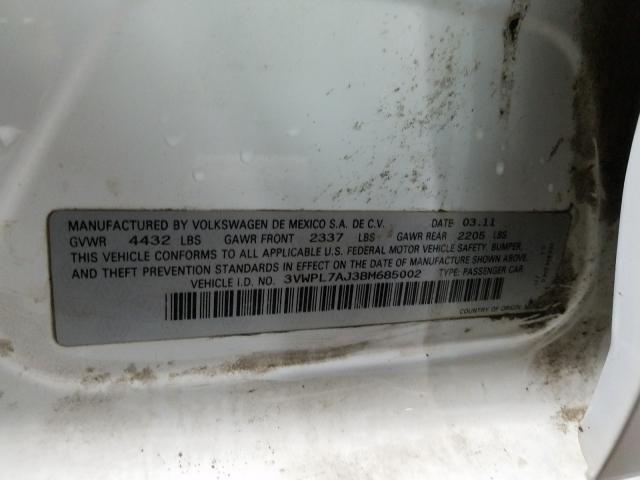 MANUFACTURED BY VOLKSWAGEN DE MEXICO S.A. DE C.V. DATE 03.11
GVWR 4432 LBS GAWR FRONT 2337 LBS GAWR REAR 2205 LBS
THIS VEHICLE CONFORMS TO ALL APPLICABLE U.S. FEDERAL MOTOR VEHICLE SAFETY, BUMPER,
AND THEFT PREVENTION STANDARDS IN EFFECT ON THE DATE OF MANUFACTURE SHOWN ABOVE.
VEHICLE I.D. NO. 3VWPL7AJ3BM685002 TYPE: PASSENGER CAR
COUNTRY OF ORIGIN: